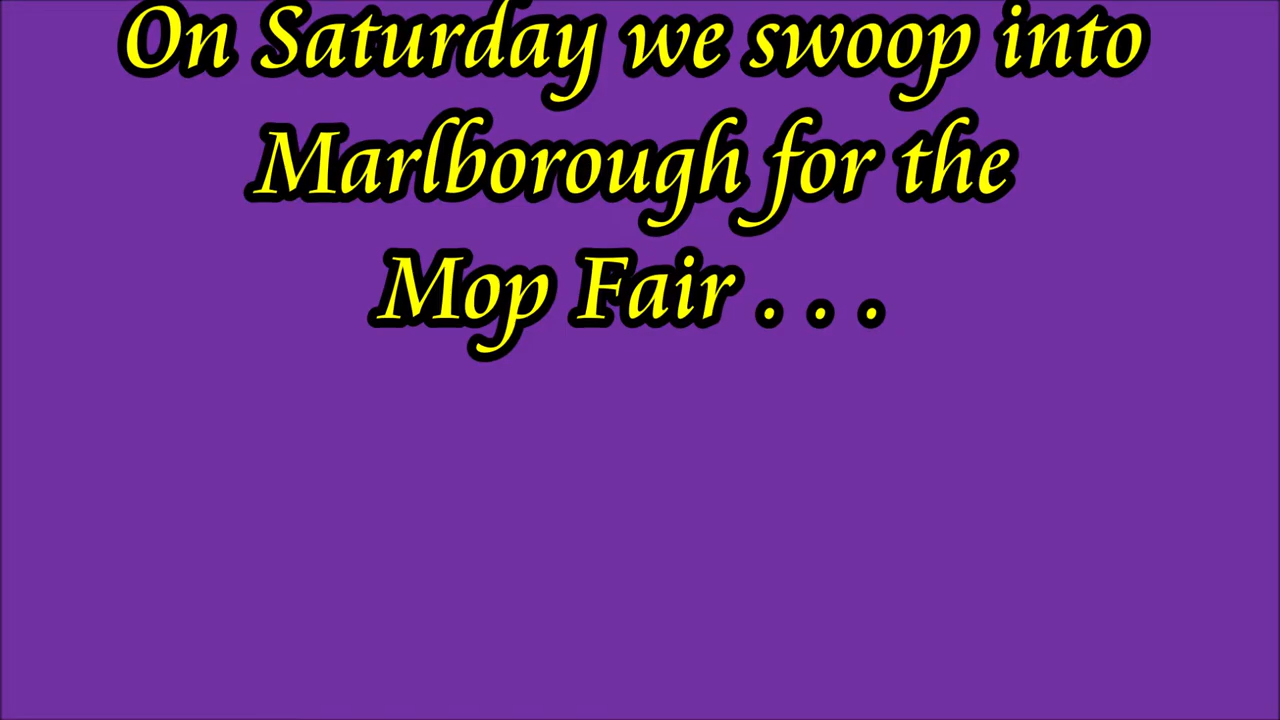 On Saturday we swoop into
Marlborough for the
Mop Fair . . .